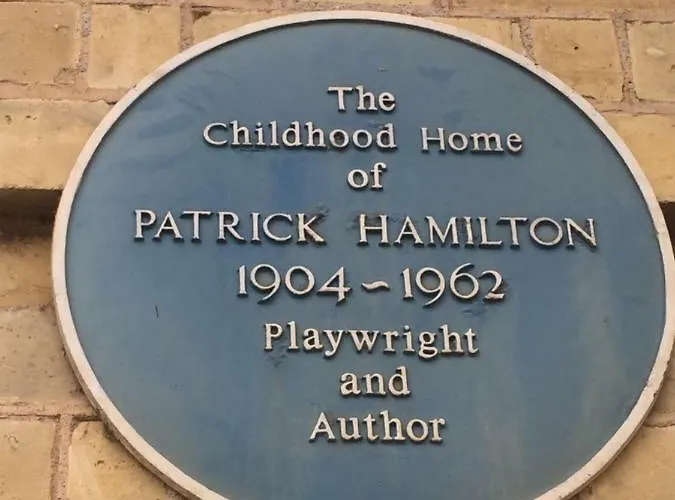 The
Childhood Home
of
PATRICK HAMILTON
1904~1962
Playwright
and
Author